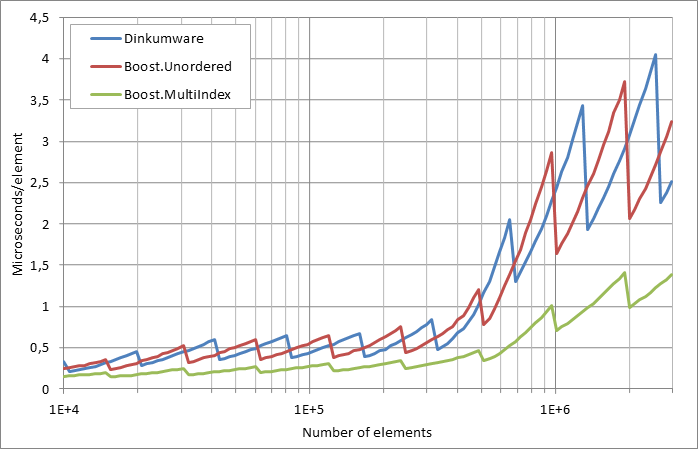 4,5
4
3,5
3
2,5
2
1,5
1
0,5
0
Microseconds/element
Dinkumware
Boost.Unordered
Boost.MultiIndex
1E+4
1E+5
1E+6
Number of elements